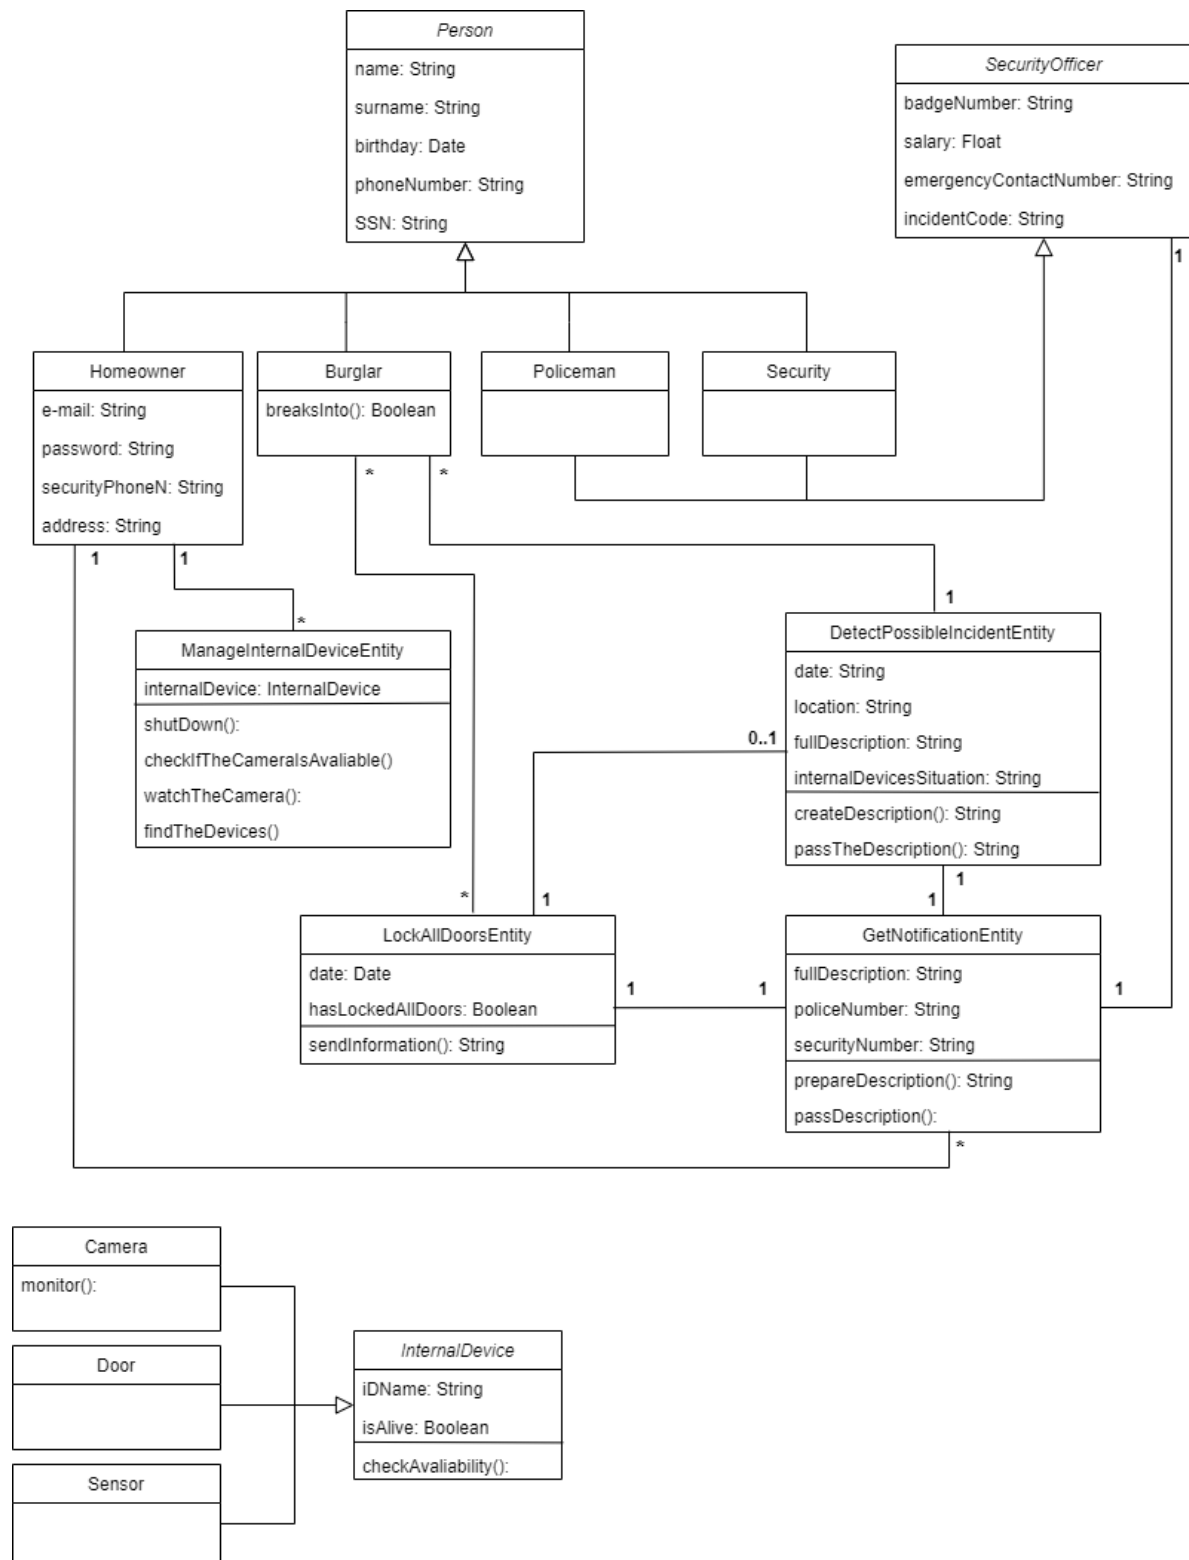 Person
name: String
surname: String
birthday: Date
phoneNumber: String
SSN: String
SecurityOfficer
badgeNumber: String
salary: Float
emergencyContactNumber: String
incidentCode: String
1
Homeowner
e-mail: String
password: String
securityPhoneN: String
address: String
Burglar
breaksInto(): Boolean
Policeman
Security
*
*
1
1
*
1
ManageInternalDeviceEntity
internalDevice: InternalDevice
shutDown():
checkIfTheCameraIsAvaliable()
watchTheCamera():
findTheDevices()
DetectPossibleIncidentEntity
date: String
location: String
fullDescription: String
internalDevicesSituation: String
createDescription(): String
passTheDescription(): String
0..1
*
1
1
1
LockAllDoorsEntity
date: Date
hasLockedAllDoors: Boolean
sendInformation(): String
1
1
GetNotificationEntity
fullDescription: String
policeNumber: String
securityNumber: String
prepareDescription(): String
passDescription():
1
*
Camera
monitor():
Door
Sensor
InternalDevice
iDName: String
isAlive: Boolean
checkAvaliability():